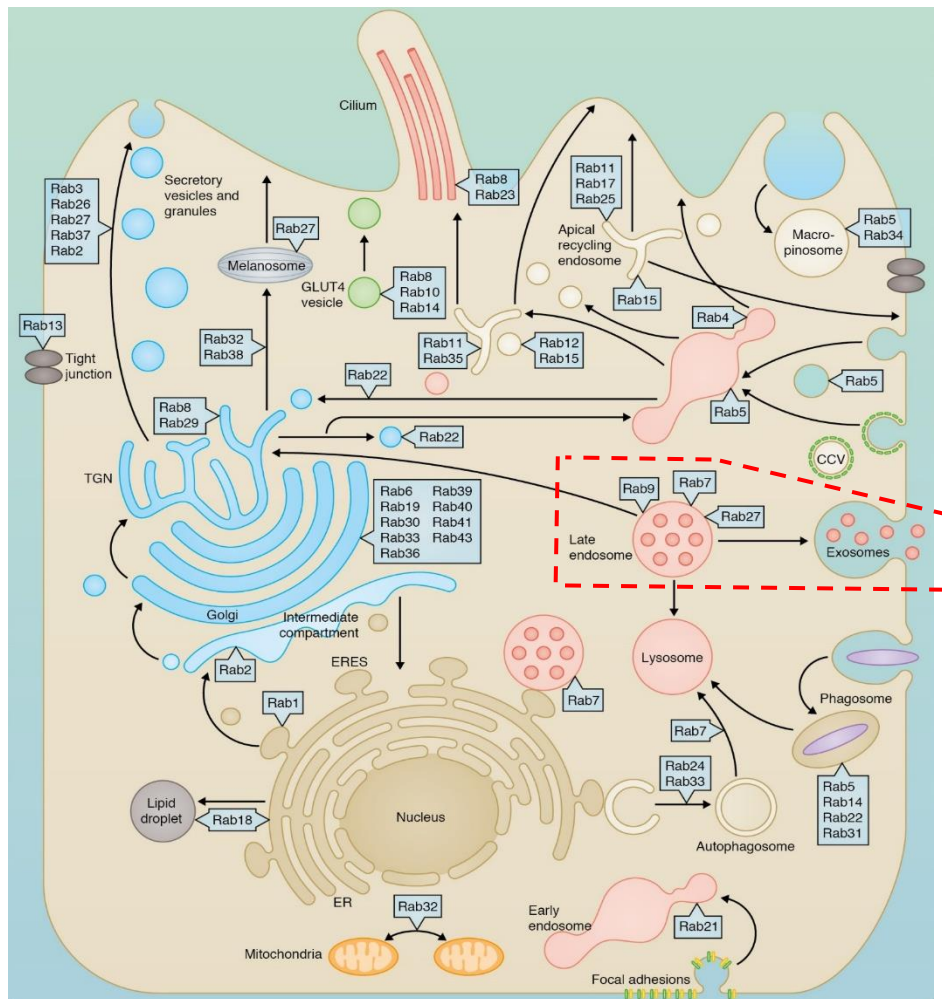 Cilium
Rab3
Rab26
Rab27
Rab37
Rab2
Secretory
vesicles and
granules
Rab27
Melanosome
GLUT4
vesicle
Rab8
Rab10
Rab14
Rab8
Rab23
Rab11
Rab17
Rab25
Apical
recycling
endosome
Rab15
Macro-
pinosome
Rab5
Rab34
Rab13
Tight
junction
Rab32
Rab38
Rab11
Rab35
Rab12
Rab15
Rab4
Rab5
Rab5
CCV
Rab22
Rab8
Rab29
Rab22
TGN
Rab6 Rab39
Rab19 Rab40
Rab30 Rab41
Rab33 Rab43
Rab36
Golgi
Rab9
Rab7
Rab27
Late
endosome
Exosomes
Intermediate
compartment
Rab2
ERES
Rab1
Rab7
Lysosome
Phagosome
Rab7
Rab24
Rab33
Rab5
Rab14
Rab22
Rab31
Autophagosome
Lipid
droplet
Rab18
Nucleus
ER
Rab32
Mitochondria
Early
endosome
Rab21
Focal adhesions